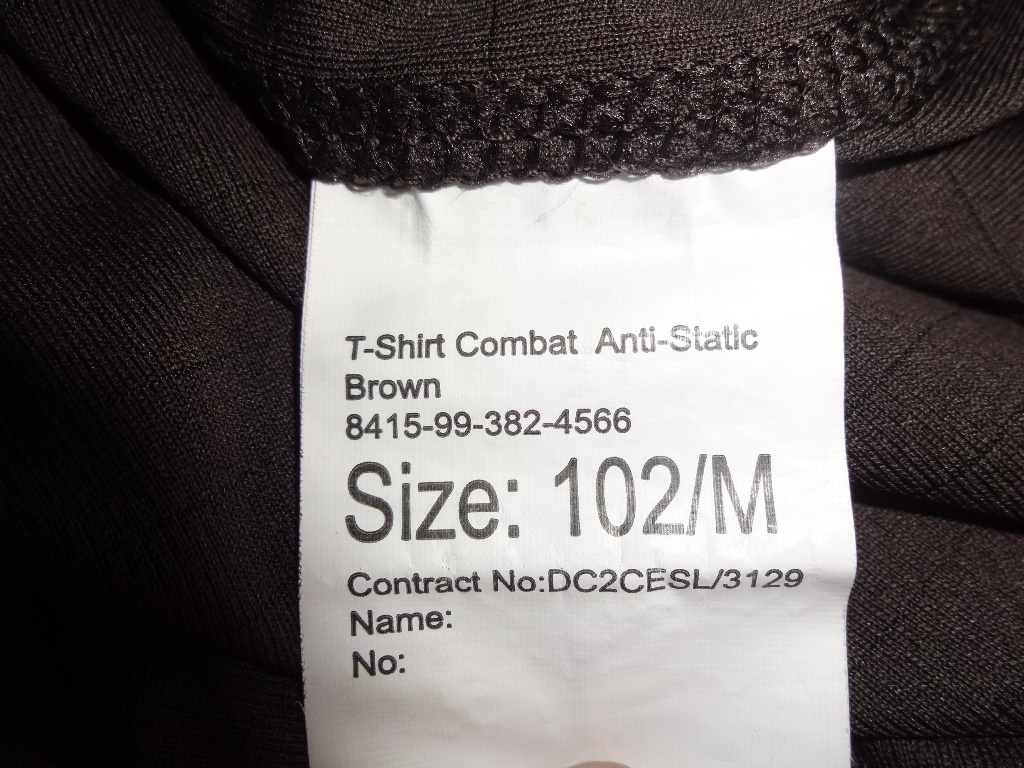 T-Shirt Combat Anti-Static
Brown
8415-99-382-4566
Size: 102/M
Contract No:DC2CESL/3129
Name:
No: